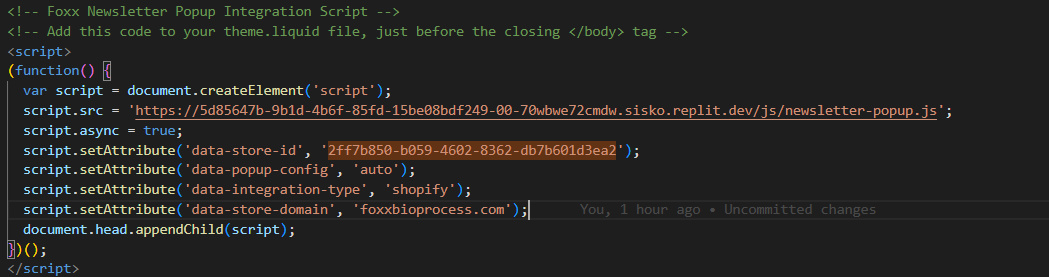 <!-- Foxx Newsletter Popup Integration Script -->
<!-- Add this code to your theme.liquid file, just before the closing </body> tag -->
<script>
(function() {
  var script = document.createElement('script');
  script.src = 'https://5d85647b-9b1d-4b6f-85fd-15be08bdf249-00-70wbwe72cmdw.sisko.replit.dev/js/newsletter-popup.js';
  script.async = true;
  script.setAttribute('data-store-id', '2ff7b850-b059-4602-8362-db7b601d3ea2');
  script.setAttribute('data-popup-config', 'auto');
  script.setAttribute('data-integration-type', 'shopify');
  script.setAttribute('data-store-domain', 'foxxbioprocess.com');      You, 1 hour ago • Uncommitted changes
  document.head.appendChild(script);
})();
</script>